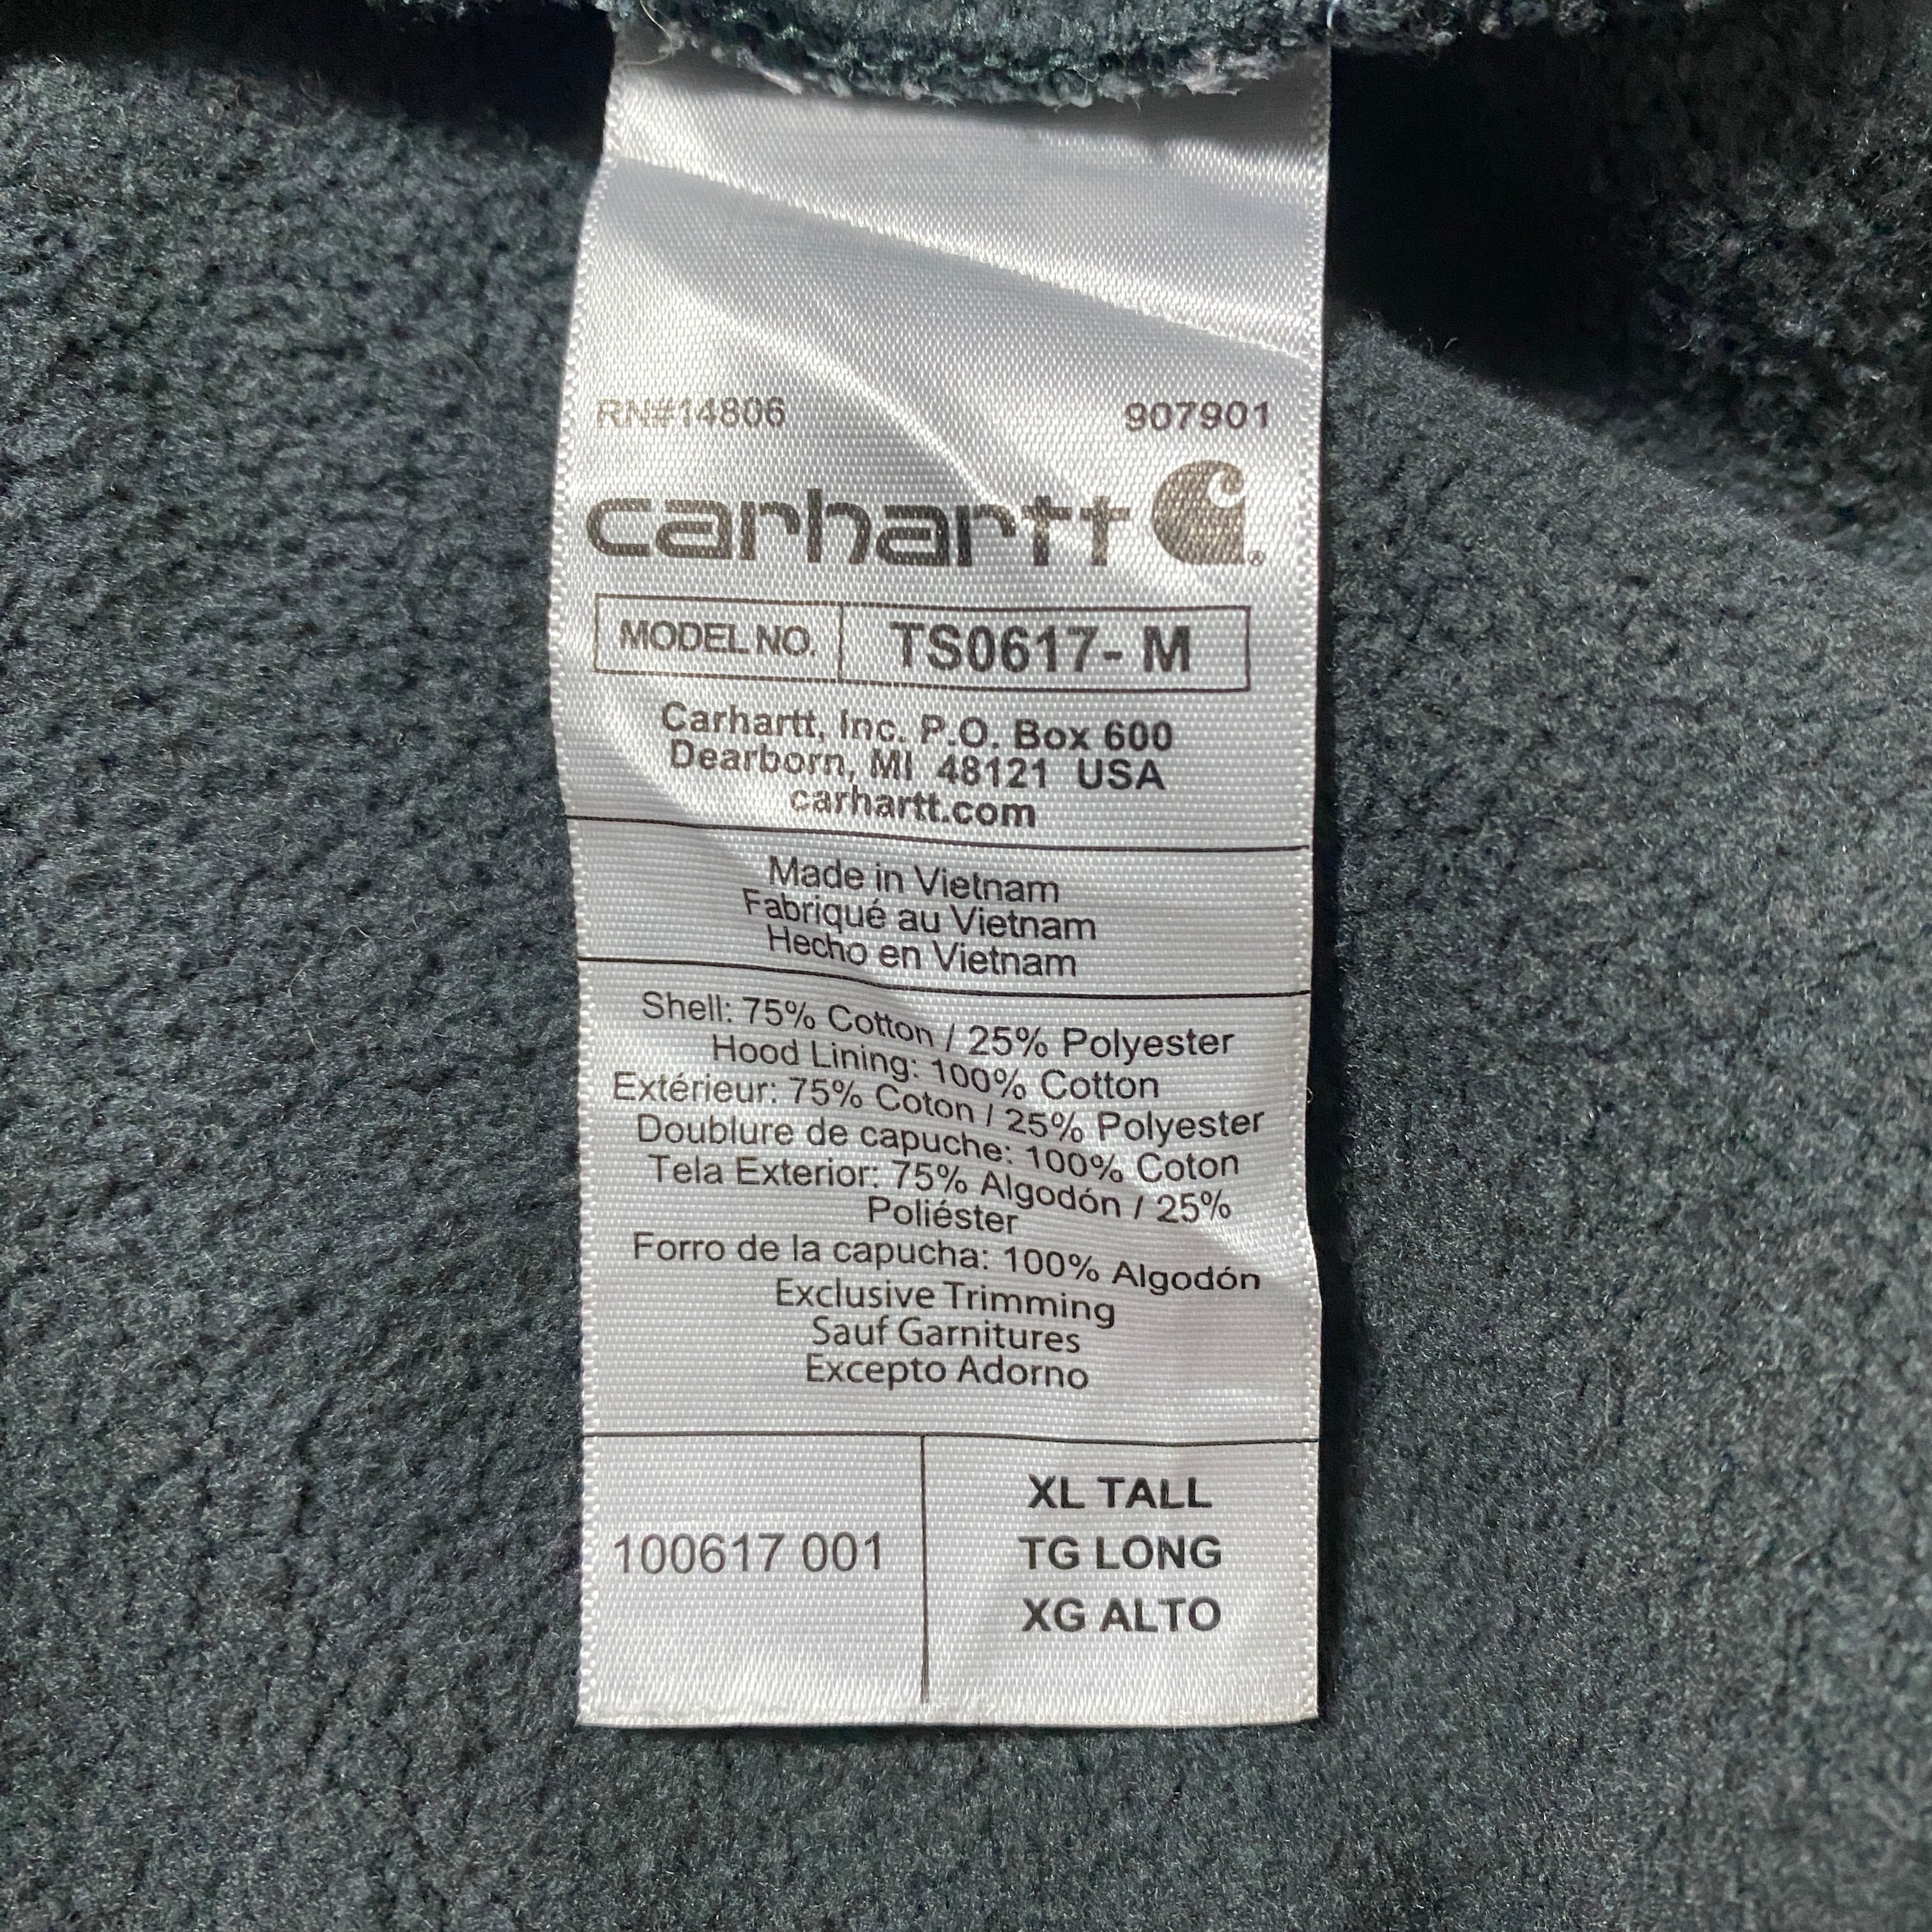 RN#14806 907901
carhartt
MODEL NO. TS0617- M
Carhartt, Inc. P.O. Box 600
Dearborn, MI 48121 USA
carhartt.com
Made in Vietnam
Fabriqué au Vietnam
Hecho en Vietnam
Shell: 75% Cotton / 25% Polyester
Hood Lining: 100% Cotton
Extérieur: 75% Coton / 25% Polyester
Doublure de capuche: 100% Coton
Tela Exterior: 75% Algodón / 25%
Poliéster
Forro de la capucha: 100% Algodón
Exclusive Trimming
Sauf Garnitures
Excepto Adorno
100617 001
XL TALL
TG LONG
XG ALTO